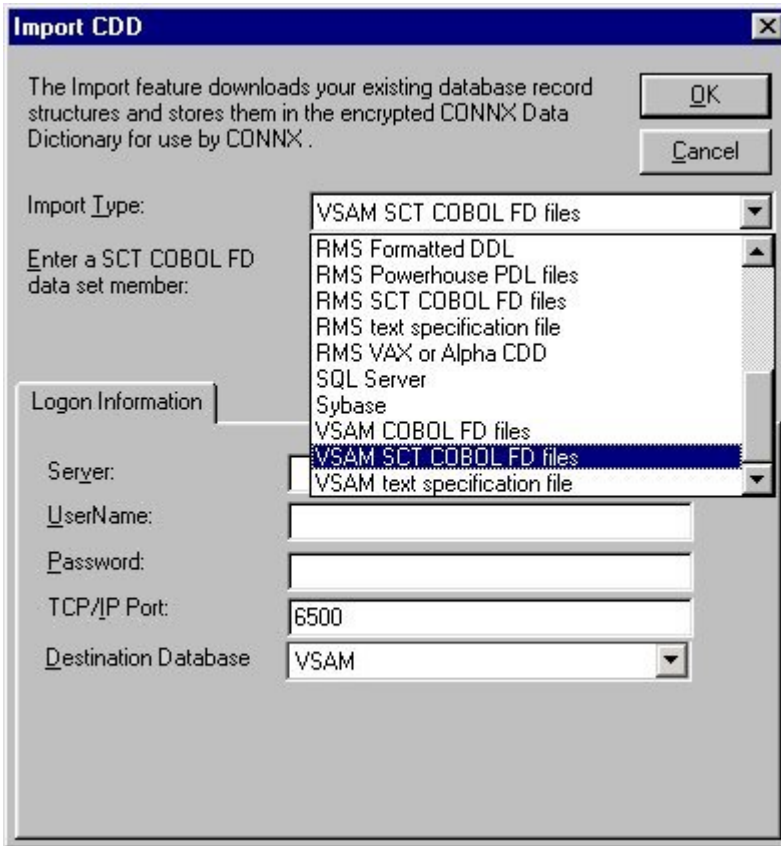 Import CDD
The Import feature downloads your existing database record
structures and stores them in the encrypted CONNX Data
Dictionary for use by CONNX .
OK
Cancel
Import Type:
VSAM SCT COBOL FD files
Enter a SCT COBOL FD
data set member:
RMS Formatted DDL
RMS Powerhouse PDL files
RMS SCT COBOL FD files
RMS text specification file
RMS VAX or Alpha CDD
SQL Server
Sybase
VSAM COBOL FD files
VSAM SCT COBOL FD files
VSAM text specification file
Logon Information
Server:
UserName:
Password:
TCP/IP Port:
6500
Destination Database
VSAM